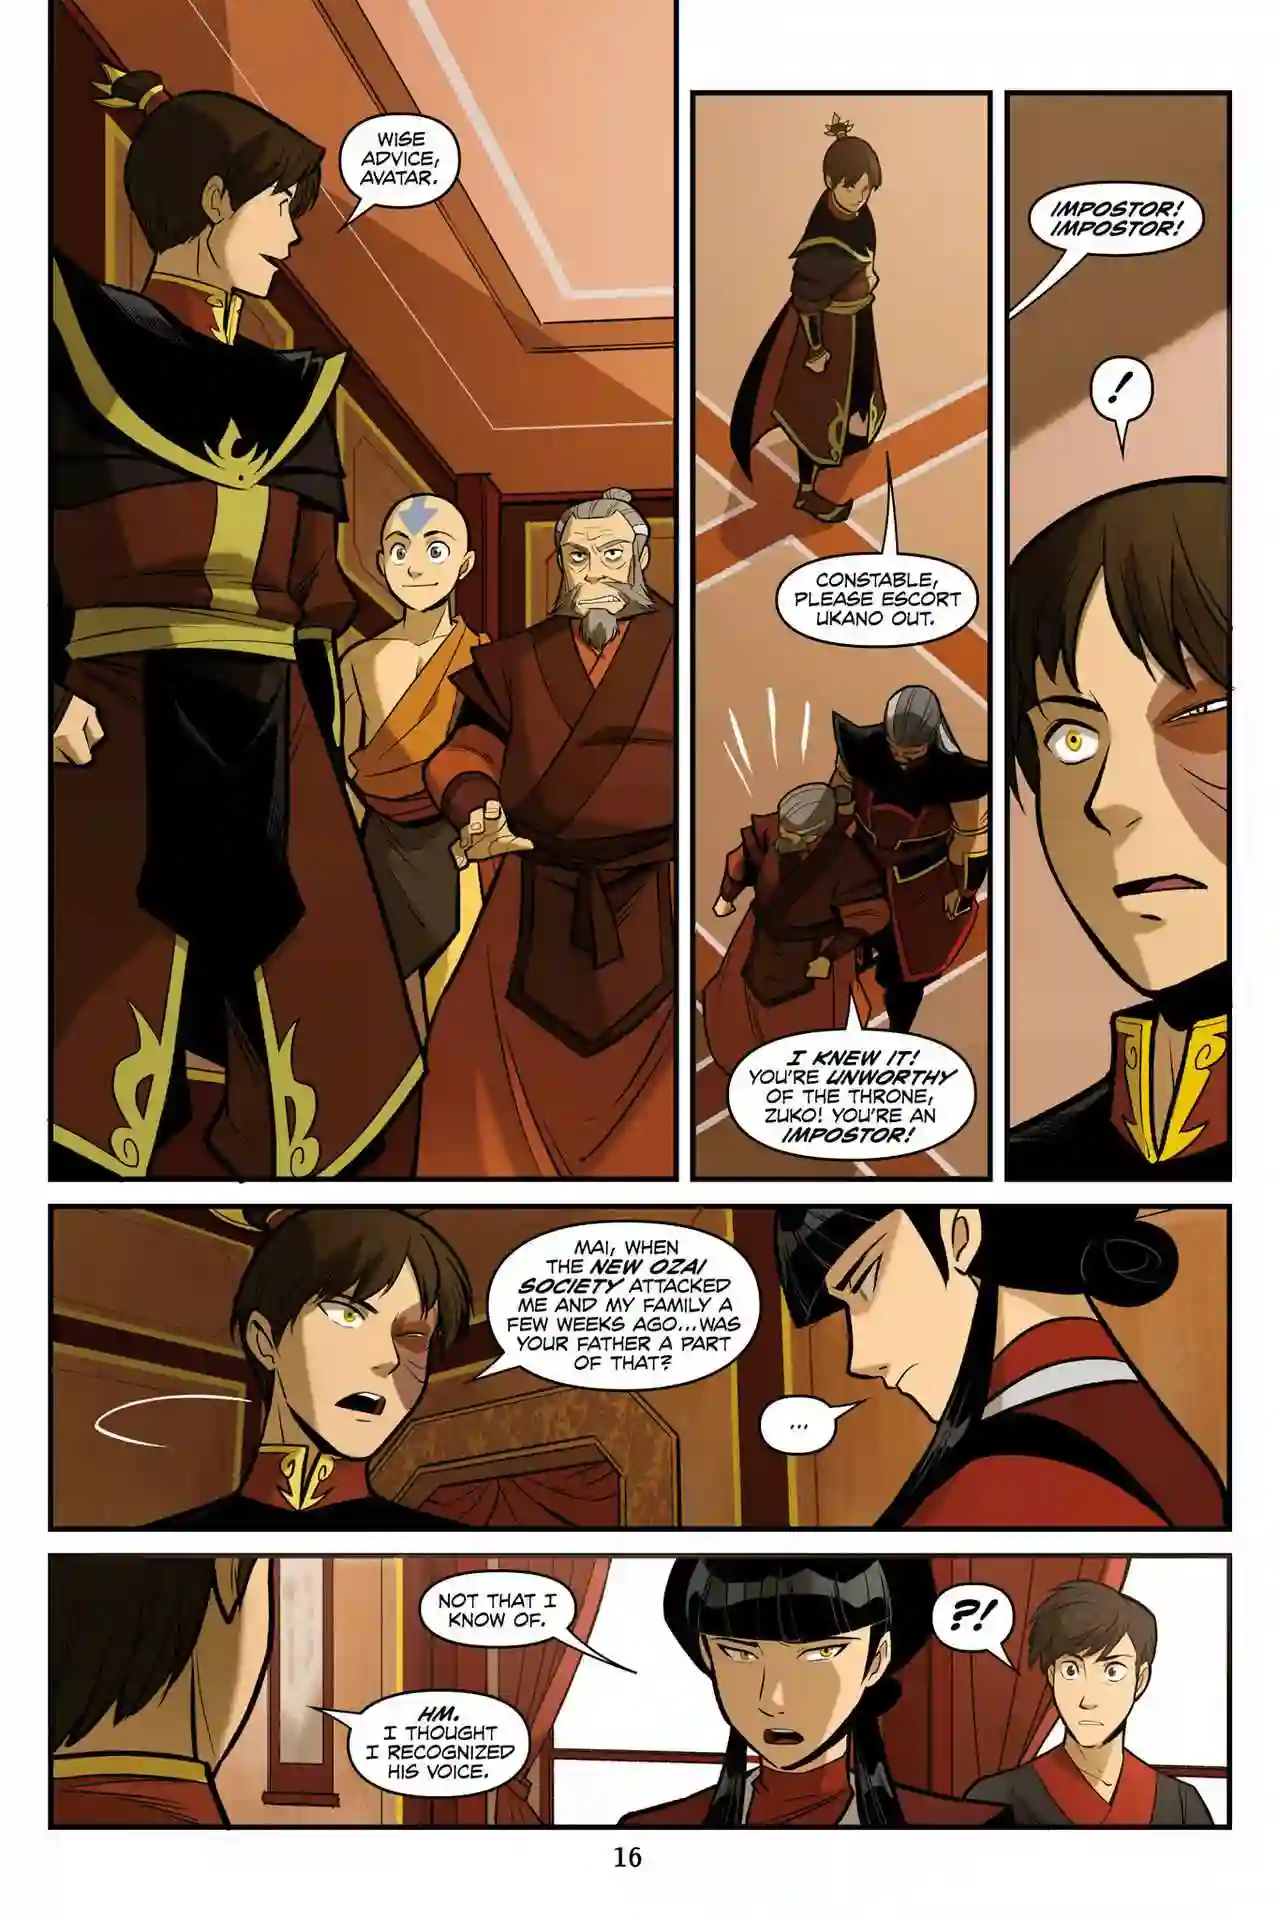 WISE
ADVICE,
AVATAR.
CONSTABLE,
PLEASE ESCORT
UKANO OUT.
I KNEW IT!
YOU'RE UNWORTHY
OF THE THRONE,
ZUKO! YOU'RE AN
IMPOSTOR!
IMPOSTOR!
IMPOSTOR!
!
MAI, WHEN
THE NEW OZAI
SOCIETY ATTACKED
ME AND MY FAMILY A
FEW WEEKS AGO...WAS
YOUR FATHER A PART
OF THAT?
...
NOT THAT I
KNOW OF.
HM.
I THOUGHT
I RECOGNIZED
HIS VOICE.
?!
16